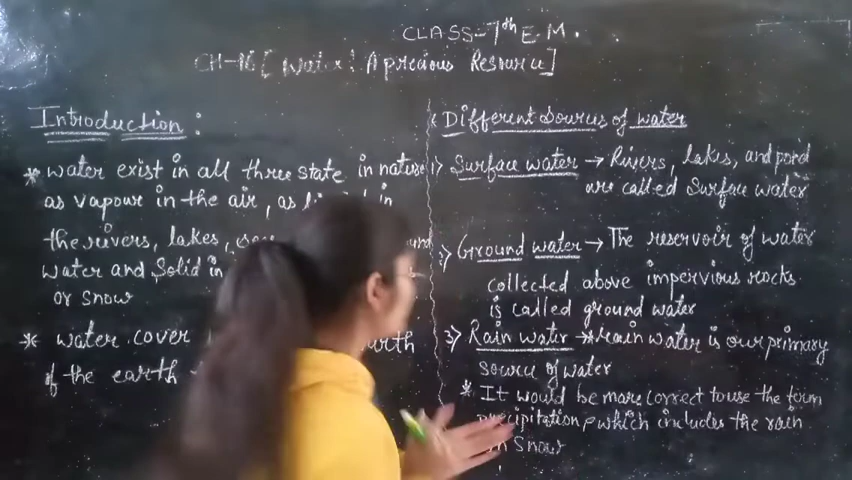 CLASS-7th E.M.
CH-16 [Water: A precious Resource]
Introduction:
* Water exist in all three state in nature
as vapour in the air, as in
the rivers, lakes,
Water and Solid in
or snow
* Water cover
of the earth
Different Sources of water
1) Surface water → Rivers, lakes, and pond
are called Surface water
2) Ground water → The reservoir of water
collected above impervious rocks
is called ground water
3) Rain water → Rain water is our primary
source of water
* It would be more correct to use the term
precipitation, which includes the rain
Snow